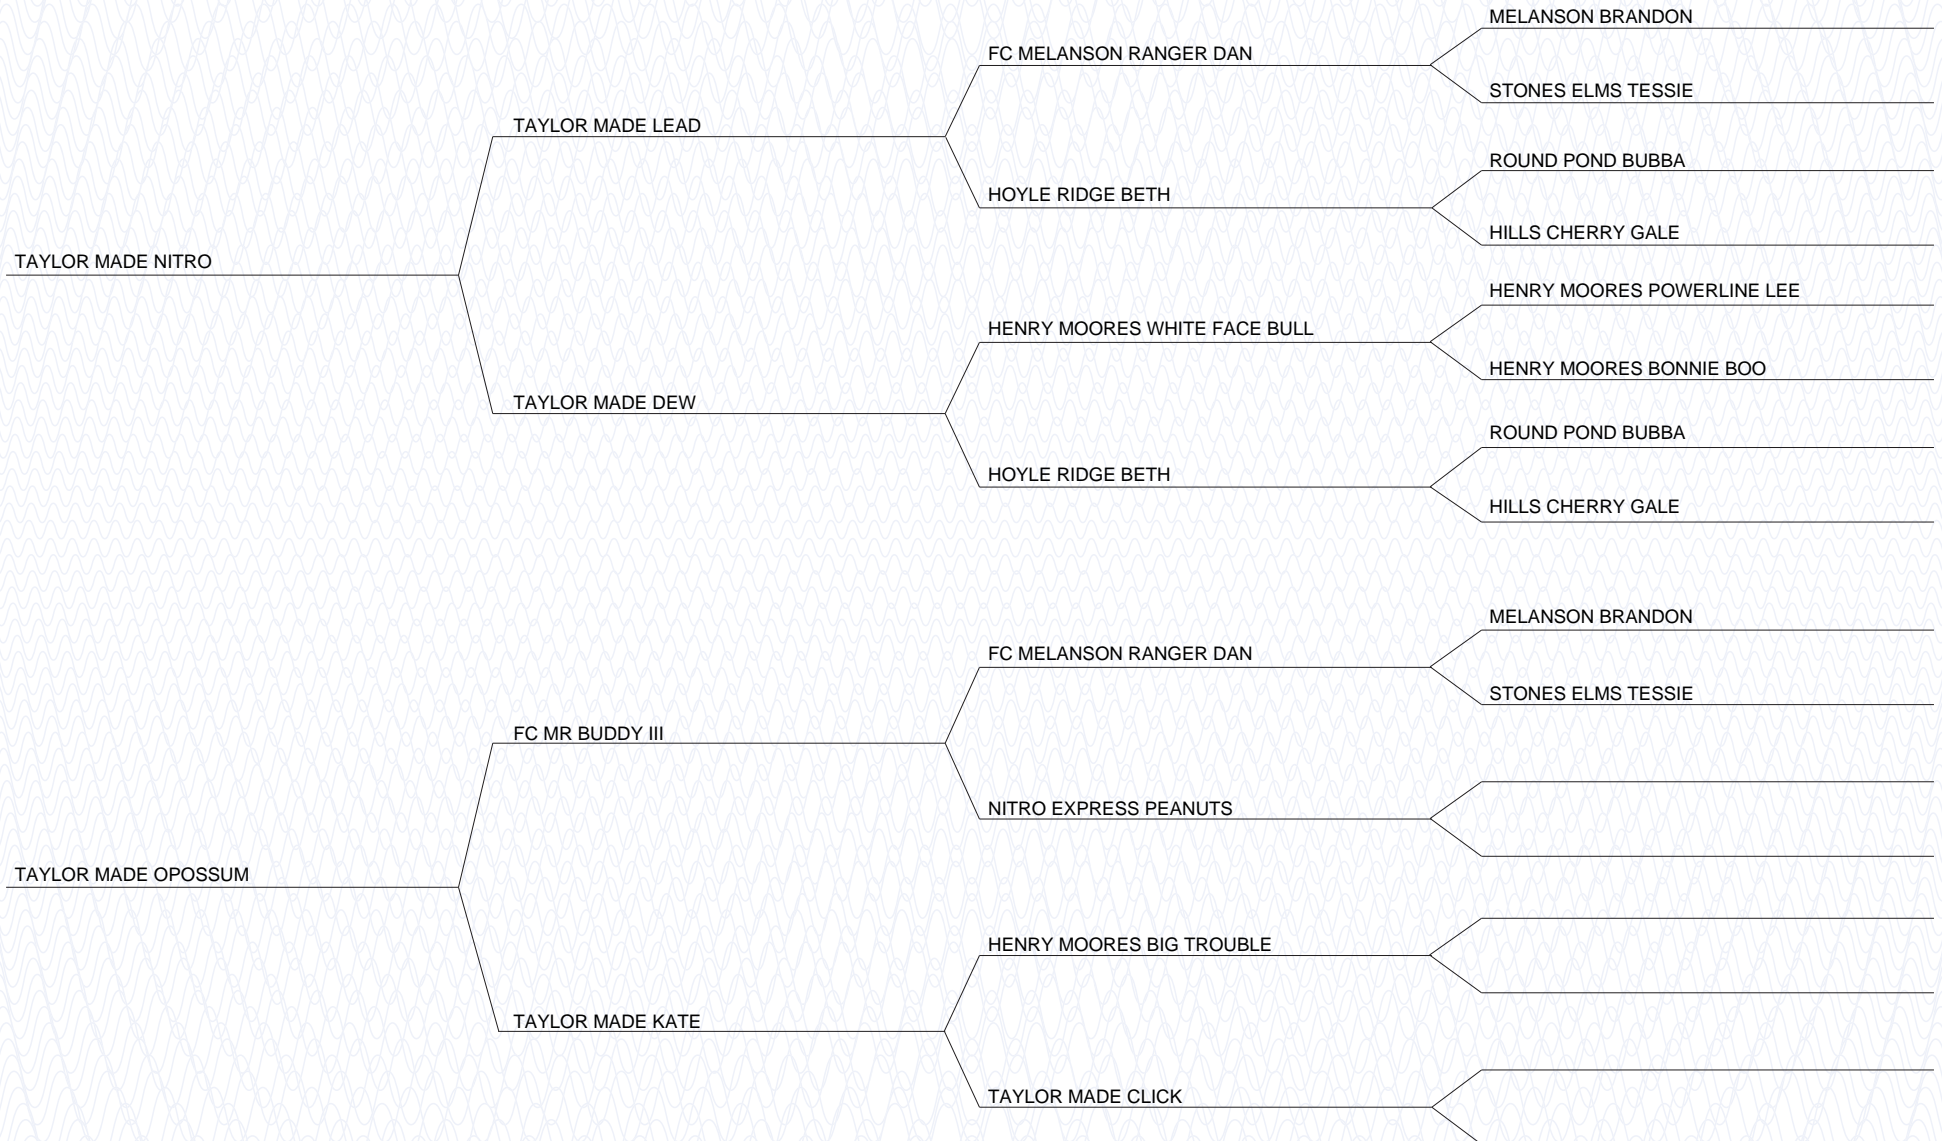 MELANSON BRANDON
FC MELANSON RANGER DAN
STONES ELMS TESSIE
TAYLOR MADE LEAD
ROUND POND BUBBA
HOYLE RIDGE BETH
HILLS CHERRY GALE
TAYLOR MADE NITRO
HENRY MOORES POWERLINE LEE
HENRY MOORES WHITE FACE BULL
HENRY MOORES BONNIE BOO
TAYLOR MADE DEW
ROUND POND BUBBA
HOYLE RIDGE BETH
HILLS CHERRY GALE
MELANSON BRANDON
FC MELANSON RANGER DAN
STONES ELMS TESSIE
FC MR BUDDY III
NITRO EXPRESS PEANUTS
TAYLOR MADE OPOSSUM
HENRY MOORES BIG TROUBLE
TAYLOR MADE KATE
TAYLOR MADE CLICK